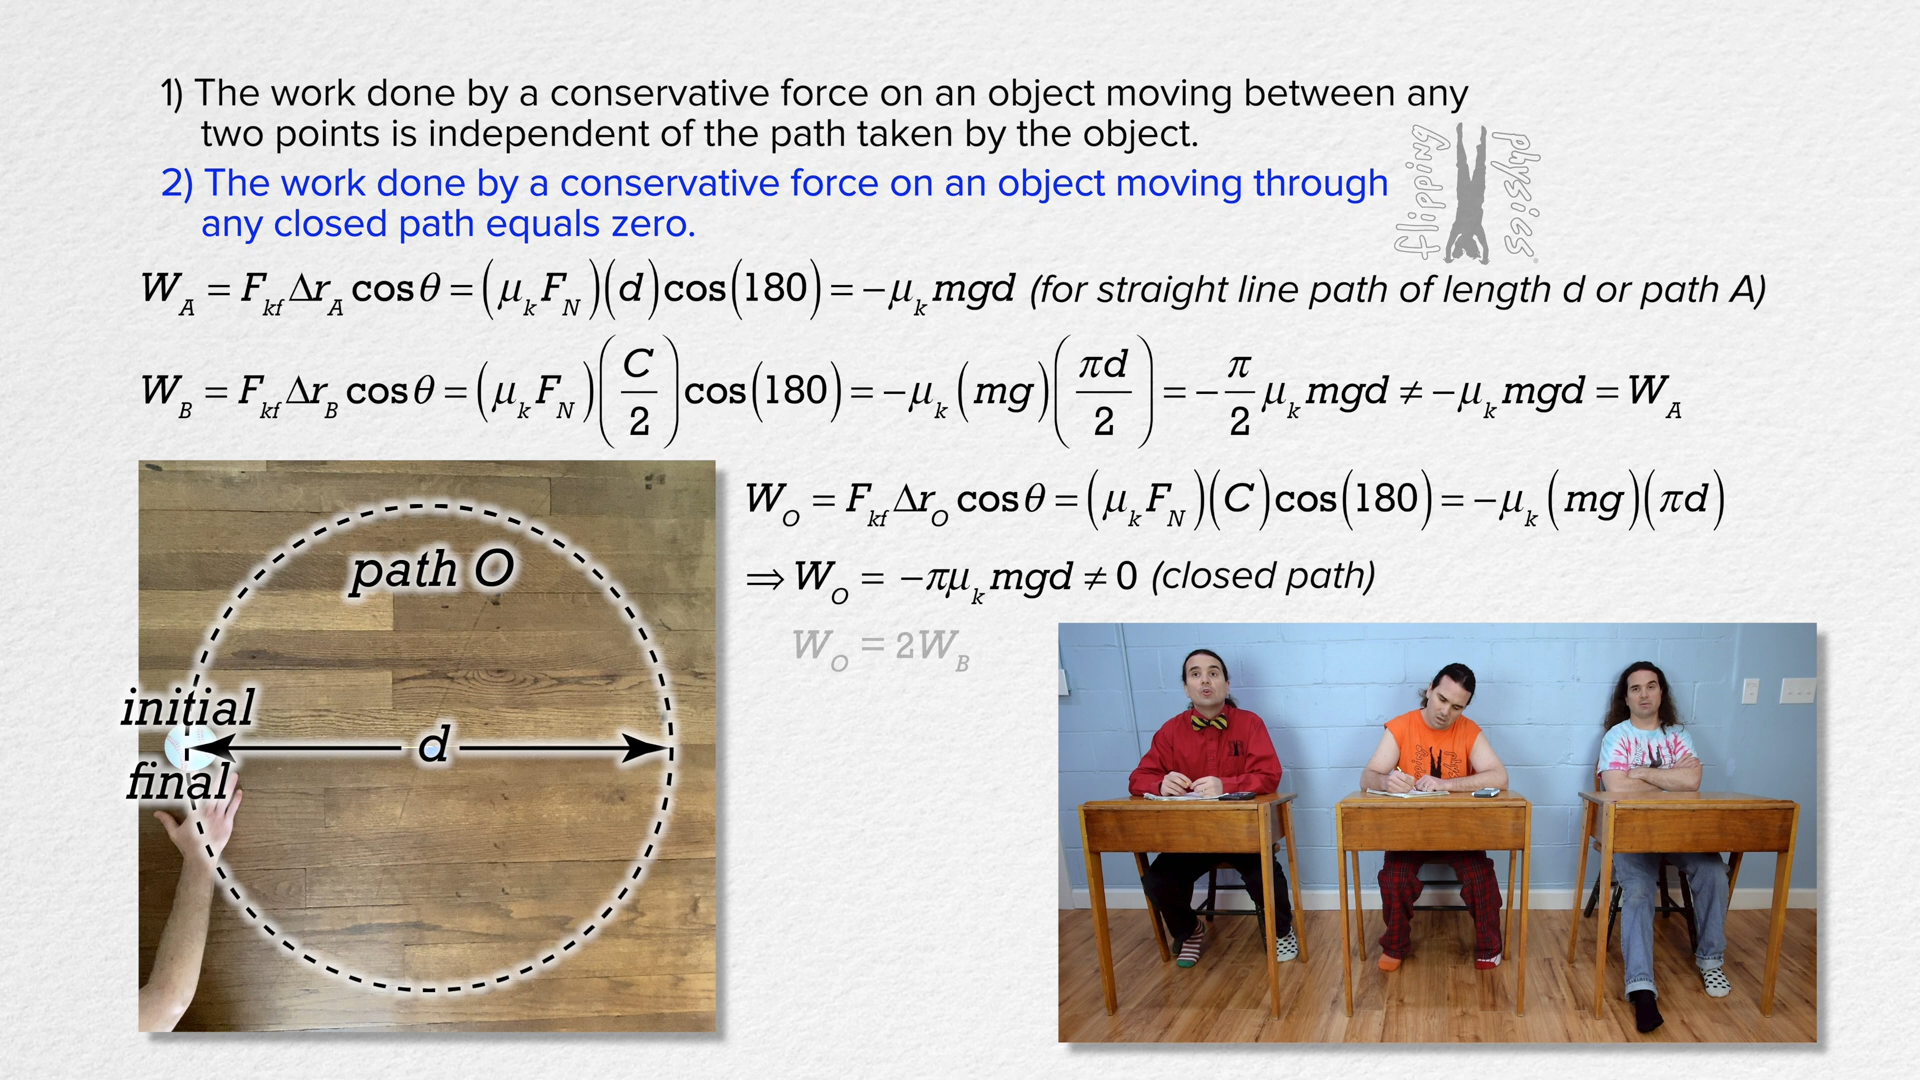 1) The work done by a conservative force on an object moving between any
two points is independent of the path taken by the object.
flipping physics
2) The work done by a conservative force on an object moving through
any closed path equals zero.
W_A = F_kf Δr_A cosθ = (μ_k F_N)(d)cos(180) = −μ_k mgd (for straight line path of length d or path A)
W_B = F_kf Δr_B cosθ = (μ_k F_N)(C/2)cos(180) = −μ_k (mg)(πd/2) = −π/2 μ_k mgd ≠ −μ_k mgd = W_A
W_O = F_kf Δr_O cosθ = (μ_k F_N)(C)cos(180) = −μ_k (mg)(πd)
⇒ W_O = −πμ_k mgd ≠ 0 (closed path)
W_O = 2W_B
path O
initial
d
final